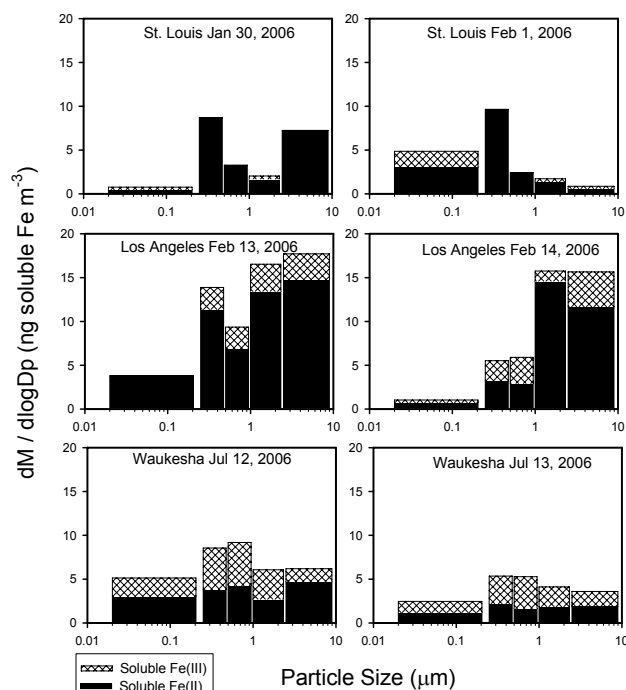 St. Louis Jan 30, 2006
St. Louis Feb 1, 2006
20
15
10
5
0
0.01 0.1 1 10
20
15
10
5
0
0.01 0.1 1 10
Los Angeles Feb 13, 2006
Los Angeles Feb 14, 2006
20
15
10
5
0
0.01 0.1 1 10
20
15
10
5
0
0.01 0.1 1 10
Waukesha Jul 12, 2006
Waukesha Jul 13, 2006
20
15
10
5
0
0.01 0.1 1 10
20
15
10
5
0
0.01 0.1 1 10
dM / dlogDp (ng soluble Fe m⁻³)
Particle Size (μm)
Soluble Fe(III)
Soluble Fe(II)